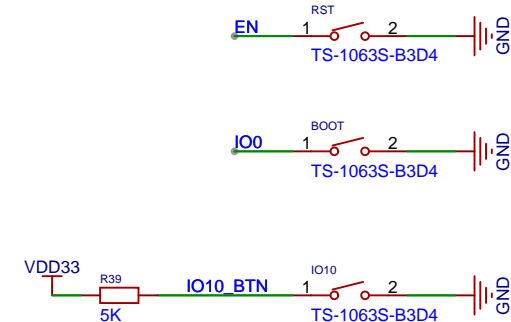 RST
EN 1 2 GND
TS-1063S-B3D4
BOOT
IO0 1 2 GND
TS-1063S-B3D4
VDD33 R39 IO10_BTN IO10
1 2 GND
5K TS-1063S-B3D4